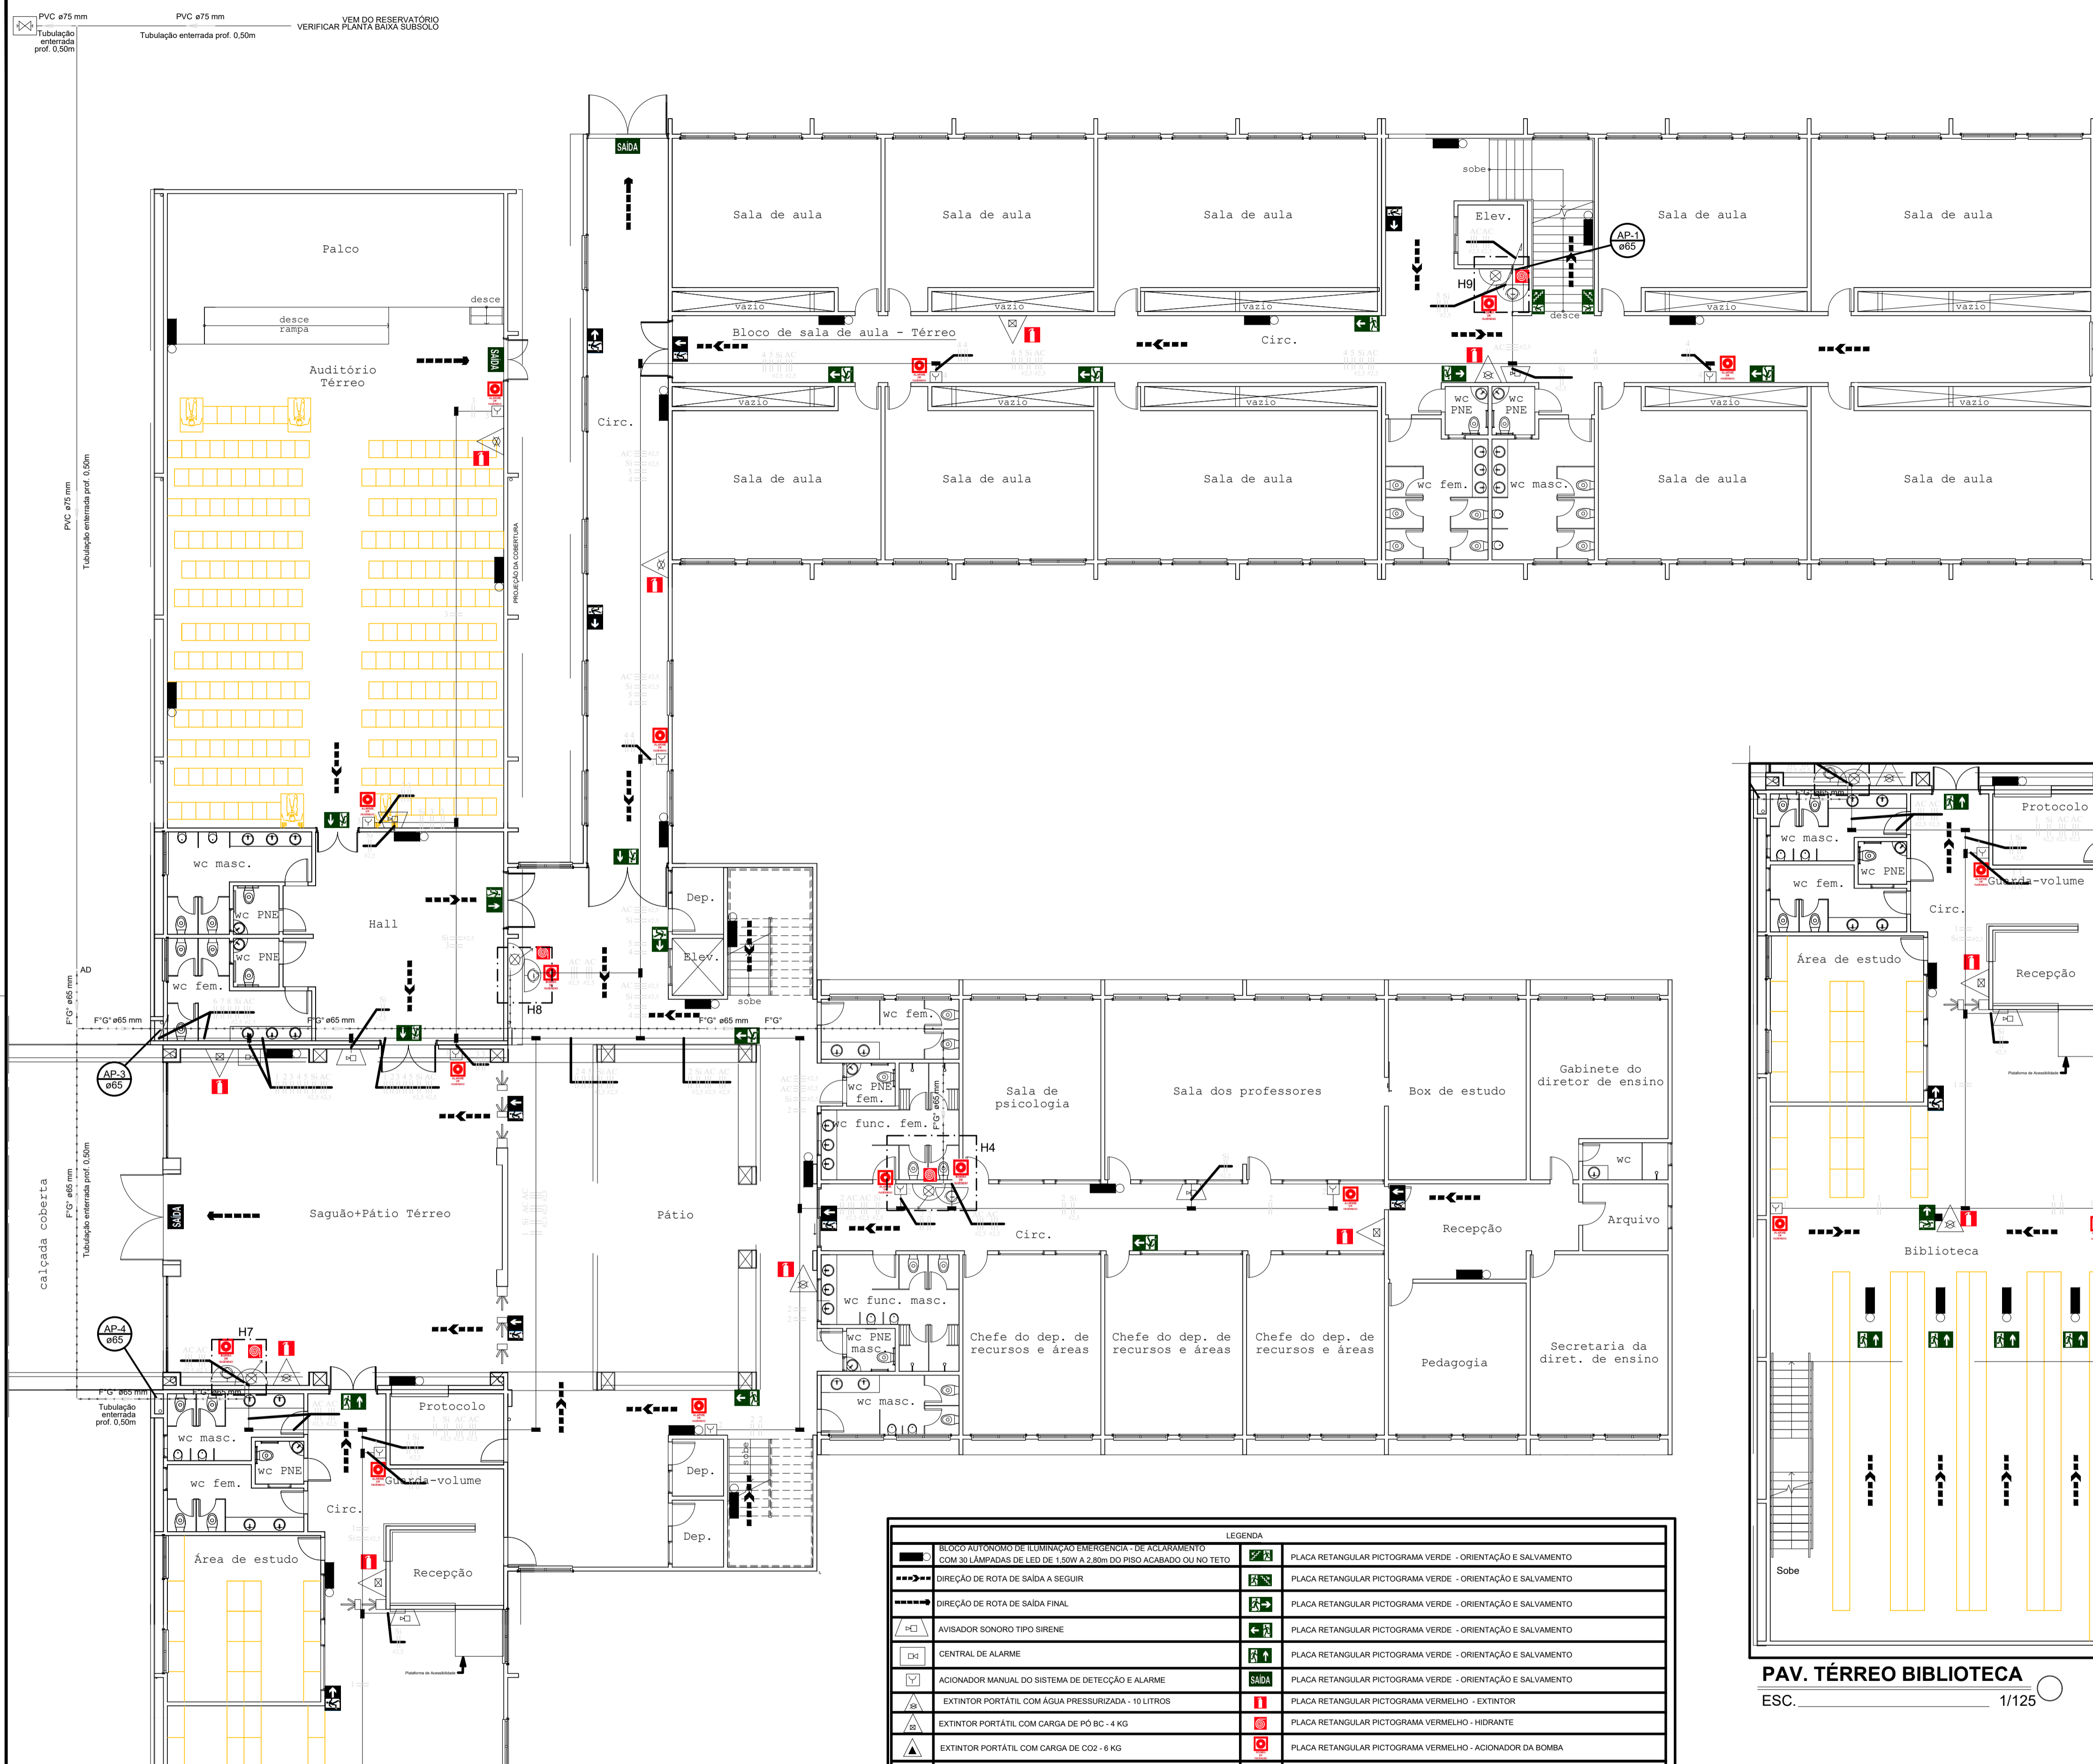 PVC ø75 mm
PVC ø75 mm
VEM DO RESERVATÓRIO
VERIFICAR PLANTA BAIXA SUBSOLO
Tubulação
enterrada
prof. 0,50m
Tubulação enterrada prof. 0,50m
SAÍDA
Sala de aula
Sala de aula
Sala de aula
sobe
Elev.
Sala de aula
Sala de aula
AP-1
ø65
Palco
H9
desce
desce
rampa
vazio
vazio
vazio
desce
vazio
vazio
Bloco de sala de aula - Térreo
Circ.
SAÍDA
Auditório
Térreo
vazio
vazio
vazio
wc
PNE
wc
PNE
vazio
vazio
Circ.
PVC ø75 mm
Tubulação enterrada prof. 0,50m
PROJEÇÃO DA COBERTURA
Sala de aula
Sala de aula
Sala de aula
wc fem.
wc masc.
Sala de aula
Sala de aula
wc masc.
wc PNE
Hall
wc PNE
wc fem.
Dep.
Elev.
sobe
H8
AD
F°G° ø65 mm
F°G° ø65 mm
F°G° ø65 mm
F°G° ø65 mm
F°G°
AP-3
ø65
wc fem.
wc PNE
fem.
wc func. fem.
F°G° ø65 mm
H4
Sala de
psicologia
Sala dos professores
Box de estudo
Gabinete do
diretor de ensino
wc
calçada coberta
F°G° ø65 mm
Tubulação enterrada prof. 0,50m
SAÍDA
Saguão+Pátio Térreo
Pátio
Circ.
Recepção
Arquivo
AP-4
ø65
H7
wc func. masc.
wc PNE
masc.
wc masc.
Chefe do dep. de
recursos e áreas
Chefe do dep. de
recursos e áreas
Chefe do dep. de
recursos e áreas
Pedagogia
Secretaria da
diret. de ensino
F°G° ø65 mm
F°G° ø65 mm
Tubulação
enterrada
prof. 0,50m
Protocolo
wc masc.
wc PNE
wc fem.
Guarda-volume
Circ.
Dep.
sobe
Dep.
Área de estudo
Recepção
Plataforma de Acessibilidade
F°G° ø65 mm
Protocolo
wc masc.
wc PNE
wc fem.
Guarda-volume
Circ.
Área de estudo
Recepção
Plataforma de Acessibilidade
Biblioteca
Sobe
PAV. TÉRREO BIBLIOTECA
ESC. 1/125
LEGENDA
BLOCO AUTÔNOMO DE ILUMINAÇÃO EMERGÊNCIA - DE ACLARAMENTO
COM 30 LÂMPADAS DE LED DE 1,50W A 2,80m DO PISO ACABADO OU NO TETO
PLACA RETANGULAR PICTOGRAMA VERDE - ORIENTAÇÃO E SALVAMENTO
DIREÇÃO DE ROTA DE SAÍDA A SEGUIR
PLACA RETANGULAR PICTOGRAMA VERDE - ORIENTAÇÃO E SALVAMENTO
DIREÇÃO DE ROTA DE SAÍDA FINAL
PLACA RETANGULAR PICTOGRAMA VERDE - ORIENTAÇÃO E SALVAMENTO
AVISADOR SONORO TIPO SIRENE
PLACA RETANGULAR PICTOGRAMA VERDE - ORIENTAÇÃO E SALVAMENTO
CENTRAL DE ALARME
PLACA RETANGULAR PICTOGRAMA VERDE - ORIENTAÇÃO E SALVAMENTO
ACIONADOR MANUAL DO SISTEMA DE DETECÇÃO E ALARME
SAÍDA
PLACA RETANGULAR PICTOGRAMA VERDE - ORIENTAÇÃO E SALVAMENTO
EXTINTOR PORTÁTIL COM ÁGUA PRESSURIZADA - 10 LITROS
PLACA RETANGULAR PICTOGRAMA VERMELHO - EXTINTOR
EXTINTOR PORTÁTIL COM CARGA DE PÓ BC - 4 KG
PLACA RETANGULAR PICTOGRAMA VERMELHO - HIDRANTE
EXTINTOR PORTÁTIL COM CARGA DE CO2 - 6 KG
PLACA RETANGULAR PICTOGRAMA VERMELHO - ACIONADOR DA BOMBA